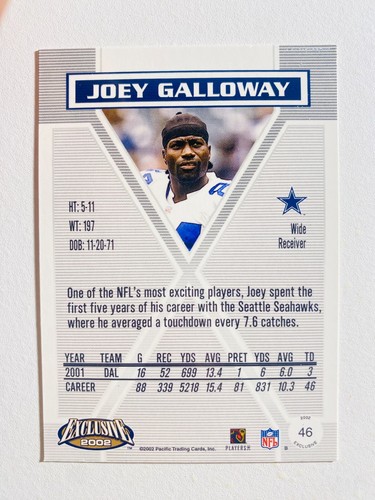 JOEY GALLOWAY
HT: 5-11
WT: 197
DOB: 11-20-71
Wide
Receiver
One of the NFL's most exciting players, Joey spent the
first five years of his career with the Seattle Seahawks,
where he averaged a touchdown every 7.6 catches.
YEAR TEAM G REC YDS AVG PRET YDS AVG TD
2001 DAL 16 52 699 13.4 1 6 6.0 3
CAREER 88 339 5218 15.4 81 831 10.3 46
EXCLUSIVE
2002
TM
©2002 Pacific Trading Cards, Inc.
PLAYERS
NFL
®
46
EXCLUSIVE